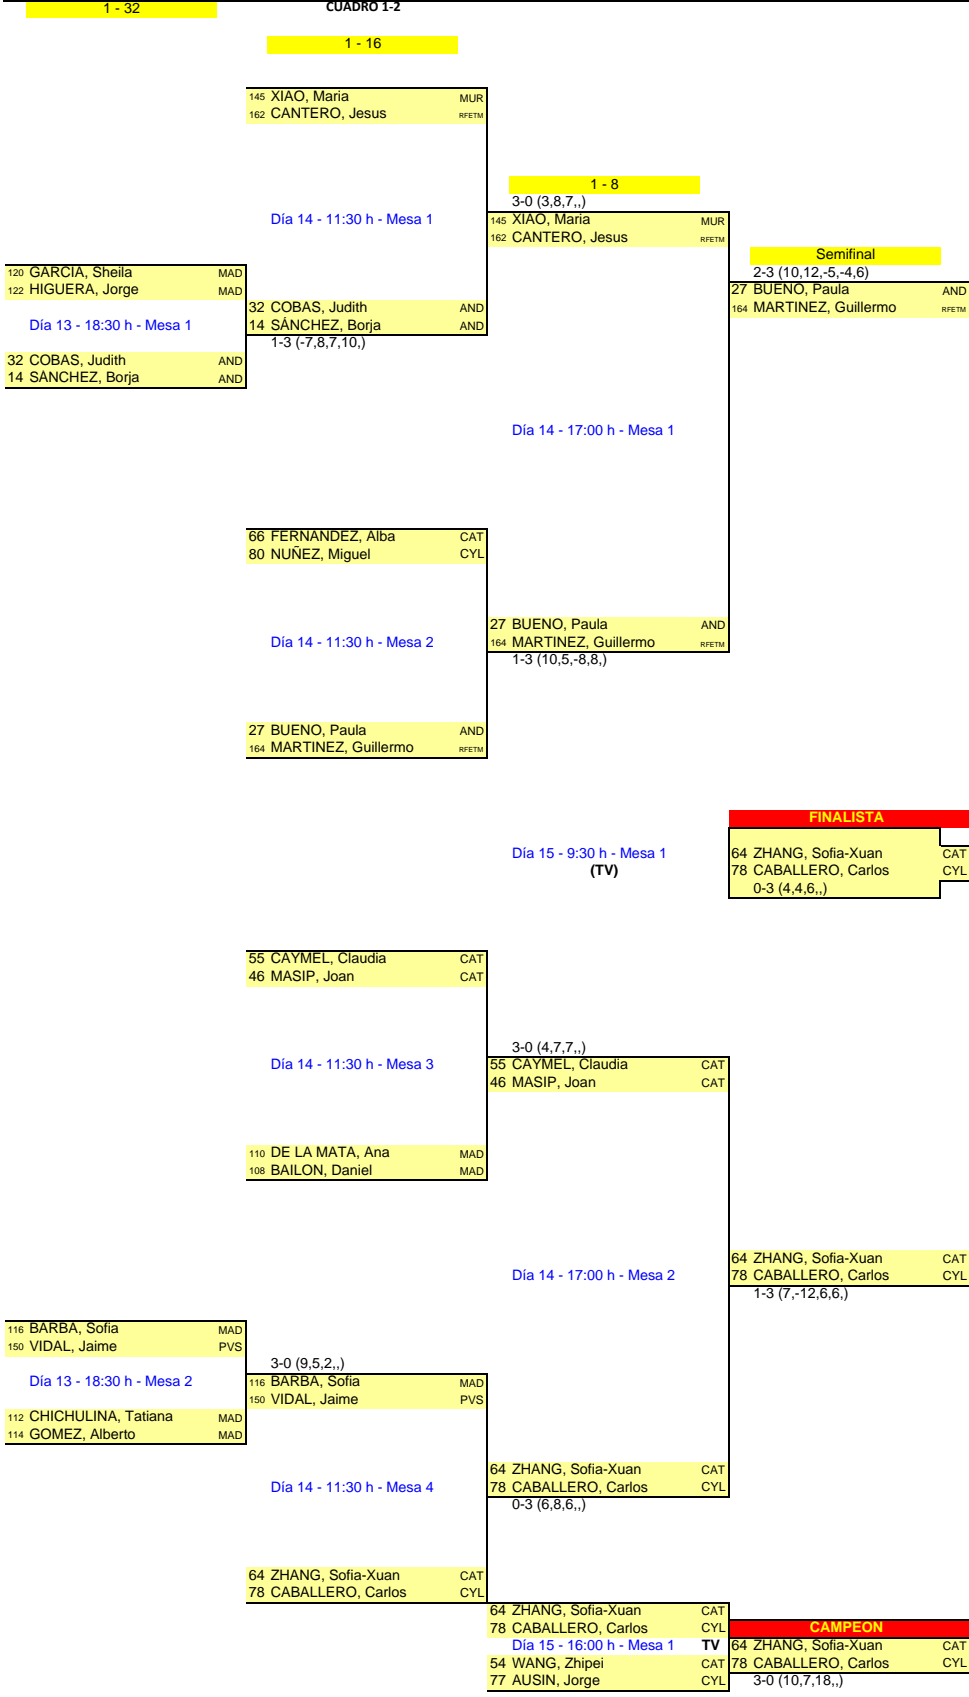 1 - 32
CUADRO 1-2
1 - 16
145 XIAO, Maria MUR
162 CANTERO, Jesus RFETM
1 - 8
3-0 (3,8,7,,)
Día 14 - 11:30 h - Mesa 1
145 XIAO, Maria MUR
162 CANTERO, Jesus RFETM
Semifinal
2-3 (10,12,-5,-4,6)
120 GARCIA, Sheila MAD
122 HIGUERA, Jorge MAD
27 BUENO, Paula AND
164 MARTINEZ, Guillermo RFETM
32 COBAS, Judith AND
14 SÁNCHEZ, Borja AND
Día 13 - 18:30 h - Mesa 1
1-3 (-7,8,7,10,)
32 COBAS, Judith AND
14 SÁNCHEZ, Borja AND
Día 14 - 17:00 h - Mesa 1
66 FERNANDEZ, Alba CAT
80 NUÑEZ, Miguel CYL
27 BUENO, Paula AND
Día 14 - 11:30 h - Mesa 2
164 MARTINEZ, Guillermo RFETM
1-3 (10,5,-8,8,)
27 BUENO, Paula AND
164 MARTINEZ, Guillermo RFETM
FINALISTA
Día 15 - 9:30 h - Mesa 1
(TV)
64 ZHANG, Sofia-Xuan CAT
78 CABALLERO, Carlos CYL
0-3 (4,4,6,,)
55 CAYMEL, Claudia CAT
46 MASIP, Joan CAT
3-0 (4,7,7,,)
Día 14 - 11:30 h - Mesa 3
55 CAYMEL, Claudia CAT
46 MASIP, Joan CAT
110 DE LA MATA, Ana MAD
108 BAILON, Daniel MAD
64 ZHANG, Sofia-Xuan CAT
Día 14 - 17:00 h - Mesa 2
78 CABALLERO, Carlos CYL
1-3 (7,-12,6,6,)
116 BARBA, Sofia MAD
150 VIDAL, Jaime PVS
3-0 (9,5,2,,)
Día 13 - 18:30 h - Mesa 2
116 BARBA, Sofia MAD
150 VIDAL, Jaime PVS
112 CHICHULINA, Tatiana MAD
114 GOMEZ, Alberto MAD
64 ZHANG, Sofia-Xuan CAT
Día 14 - 11:30 h - Mesa 4
78 CABALLERO, Carlos CYL
0-3 (6,8,6,,)
64 ZHANG, Sofia-Xuan CAT
78 CABALLERO, Carlos CYL
64 ZHANG, Sofia-Xuan CAT
78 CABALLERO, Carlos CYL
CAMPEON
Día 15 - 16:00 h - Mesa 1 TV
64 ZHANG, Sofia-Xuan CAT
54 WANG, Zhipei CAT
78 CABALLERO, Carlos CYL
77 AUSIN, Jorge CYL
3-0 (10,7,18,,)